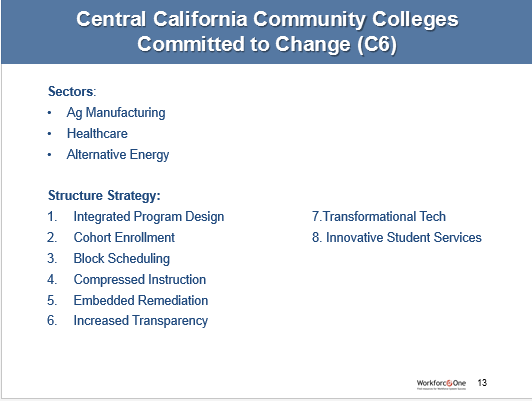 Central California Community Colleges
Committed to Change (C6)
Sectors:
• Ag Manufacturing
• Healthcare
• Alternative Energy
Structure Strategy:
1. Integrated Program Design
2. Cohort Enrollment
3. Block Scheduling
4. Compressed Instruction
5. Embedded Remediation
6. Increased Transparency
7.Transformational Tech
8. Innovative Student Services
Workforc3 One
13